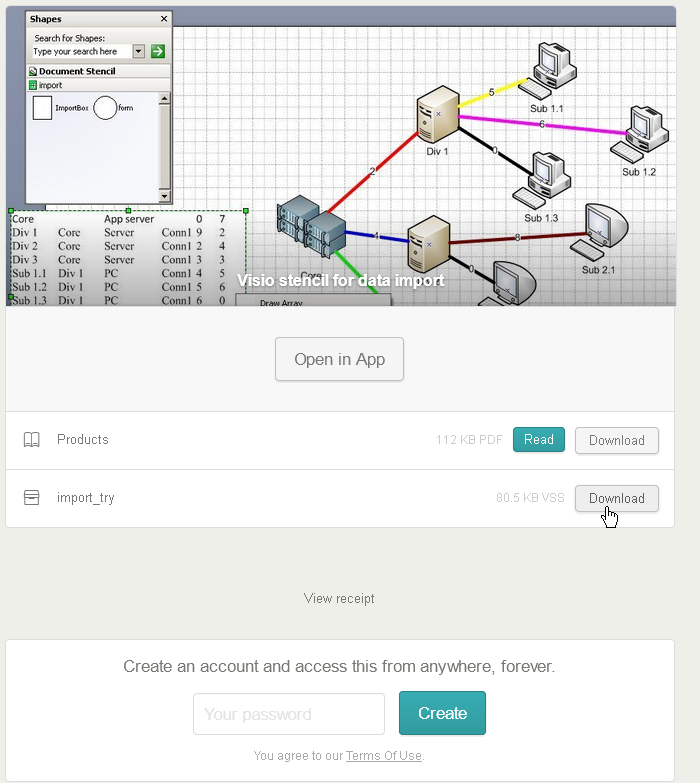 Shapes
Search for Shapes:
Type your search here
Document Stencil
import
ImportBox
form
5
Sub 1.1
6
Sub 1.2
Div 1
0
Sub 1.3
2
4
8
Sub 2.1
0
Core App server 0 7
Div 1 Core Server Conn1 9 2
Div 2 Core Server Conn1 2 4
Div 3 Core Server Conn1 3 3
Sub 1.1 Div 1 PC Conn1 4 5
Sub 1.2 Div 1 PC Conn1 5 6
Sub 1.3 Div 1 PC Conn1 6 0
Core
Visio stencil for data import
Draw Array
Open in App
Products 112 KB PDF Read Download
import_try 80.5 KB VSS Download
View receipt
Create an account and access this from anywhere, forever.
Your password Create
You agree to our Terms Of Use.